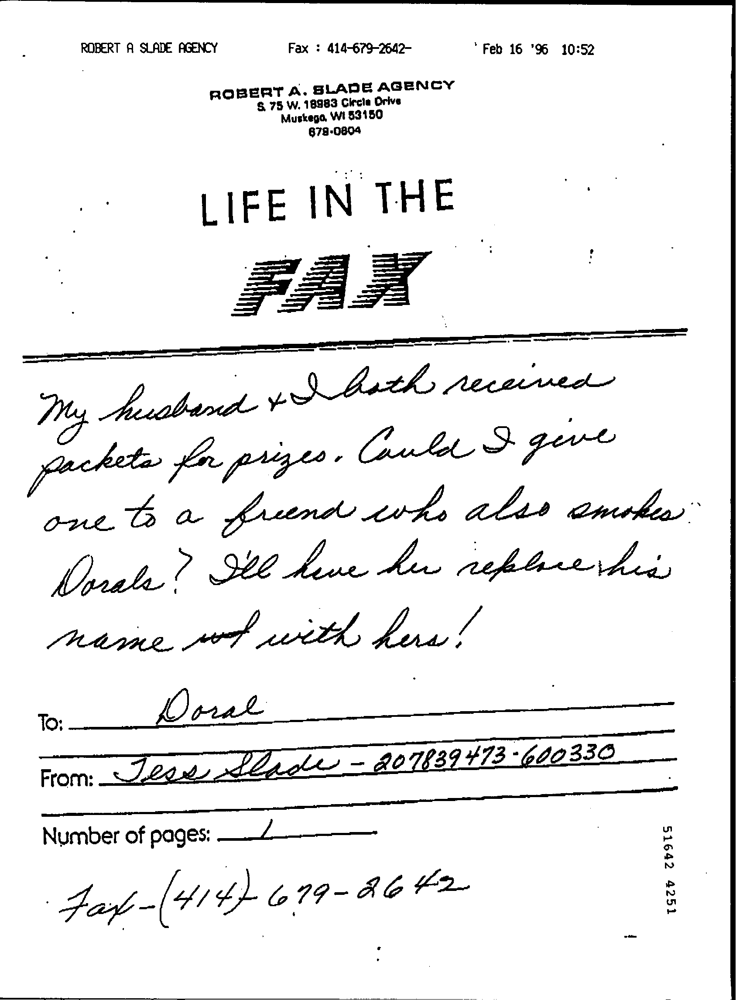 ROBERT A SLADE AGENCY Fax : 414-679-2642- Feb 16 '96 10:52
ROBERT A. SLADE AGENCY
S. 75 W. 18983 Circle Drive
Muskego, WI 53150
679-0804
LIFE IN THE
FAX
My husband & I both received
packets for prizes. Could I give
one to a friend who also smokes
Dorals? I'll have her replace his
name with hers!
To: Doral
From: Jess Slade - 207839473-600330
Number of pages: 1
Fax - (414)-679-2642
51642 4251